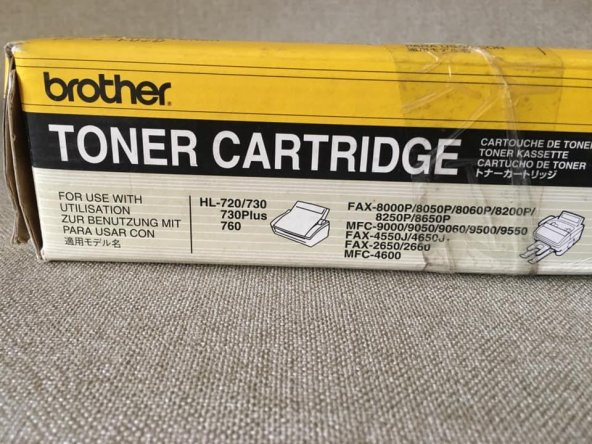 brother
TONER CARTRIDGE
CARTOUCHE DE TONER
TONER KASSETTE
CARTUCHO DE TONER
トナーカートリッジ
FOR USE WITH
UTILISATION
ZUR BENUTZUNG MIT
PARA USAR CON
適用モデル名
HL-720/730
730Plus
760
FAX-8000P/8050P/8060P/8200P/
8250P/8650P
MFC-9000/9050/9060/9500/9550
FAX-4550J/4650J
FAX-2650/2660
MFC-4600